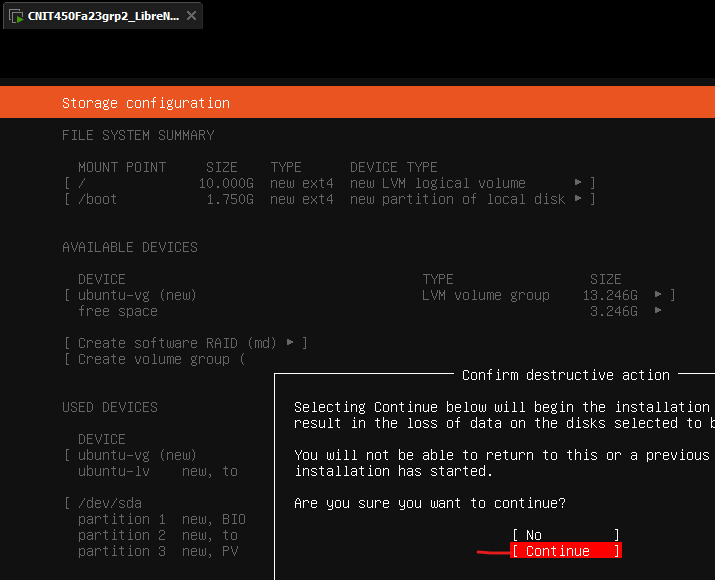 CNIT450Fa23grp2_LibreN...
Storage configuration
FILE SYSTEM SUMMARY
MOUNT POINT SIZE TYPE DEVICE TYPE
[ / 10.000G new ext4 new LVM logical volume ▸ ]
[ /boot 1.750G new ext4 new partition of local disk ▸ ]
AVAILABLE DEVICES
DEVICE TYPE SIZE
[ ubuntu-vg (new) LVM volume group 13.246G ▸ ]
free space 3.246G ▸
[ Create software RAID (md) ▸ ]
[ Create volume group (
USED DEVICES
DEVICE
[ ubuntu-vg (new)
ubuntu-lv new, to
[ /dev/sda
partition 1 new, BIO
partition 2 new, to
partition 3 new, PV
Confirm destructive action
Selecting Continue below will begin the installation
result in the loss of data on the disks selected to b
You will not be able to return to this or a previous
installation has started.
Are you sure you want to continue?
[ No ]
[ Continue ]